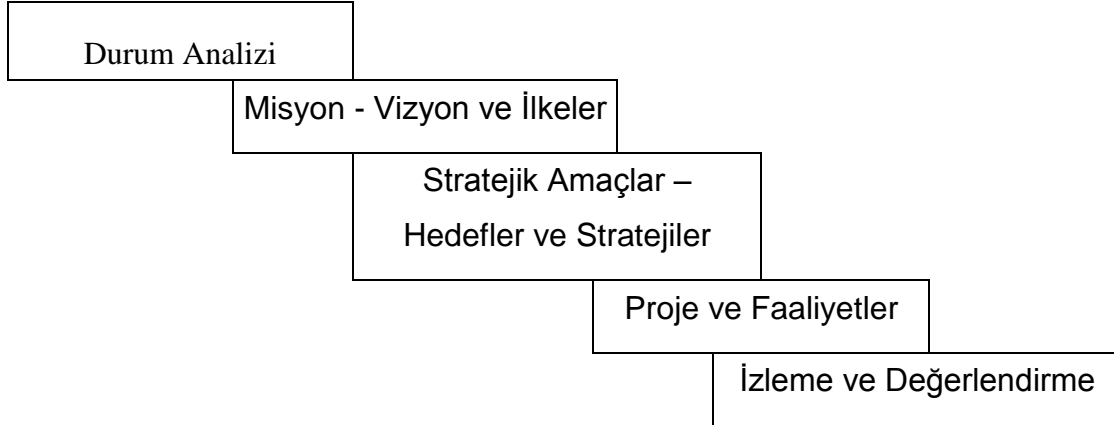 Durum Analizi
Misyon - Vizyon ve İlkeler
Stratejik Amaçlar –
Hedefler ve Stratejiler
Proje ve Faaliyetler
İzleme ve Değerlendirme